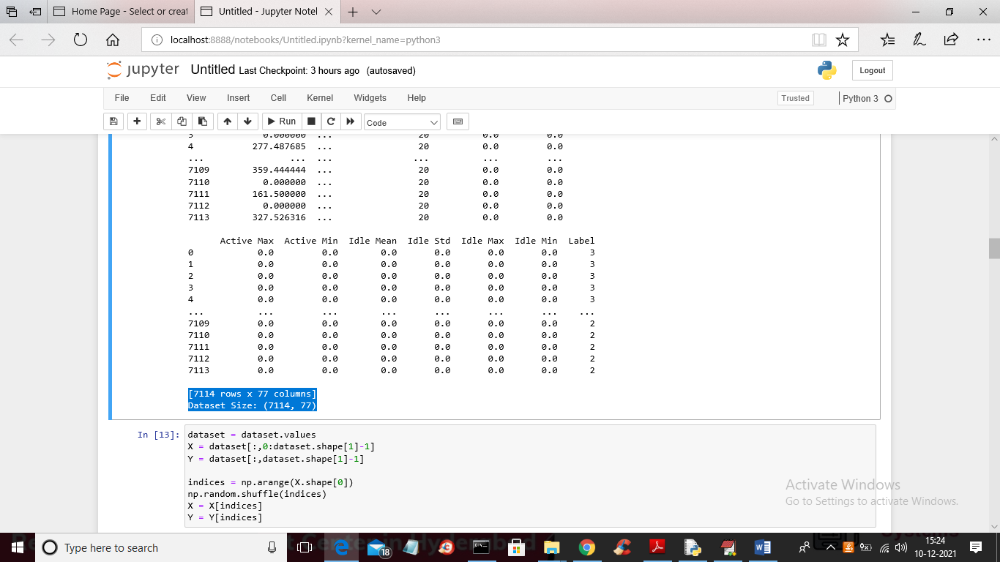 Home Page - Select or creat
Untitled - Jupyter Notel
localhost:8888/notebooks/Untitled.ipynb?kernel_name=python3
jupyter Untitled Last Checkpoint: 3 hours ago (autosaved)
Logout
File Edit View Insert Cell Kernel Widgets Help
Trusted
Python 3
Run
Code
3 0.000000 ... 20 0.0 0.0
4 277.487685 ... 20 0.0 0.0
... ... ... ... ... ...
7109 359.444444 ... 20 0.0 0.0
7110 0.000000 ... 20 0.0 0.0
7111 161.500000 ... 20 0.0 0.0
7112 0.000000 ... 20 0.0 0.0
7113 327.526316 ... 20 0.0 0.0
Active Max Active Min Idle Mean Idle Std Idle Max Idle Min Label
0 0.0 0.0 0.0 0.0 0.0 0.0 3
1 0.0 0.0 0.0 0.0 0.0 0.0 3
2 0.0 0.0 0.0 0.0 0.0 0.0 3
3 0.0 0.0 0.0 0.0 0.0 0.0 3
4 0.0 0.0 0.0 0.0 0.0 0.0 3
... ... ... ... ... ... ... ...
7109 0.0 0.0 0.0 0.0 0.0 0.0 2
7110 0.0 0.0 0.0 0.0 0.0 0.0 2
7111 0.0 0.0 0.0 0.0 0.0 0.0 2
7112 0.0 0.0 0.0 0.0 0.0 0.0 2
7113 0.0 0.0 0.0 0.0 0.0 0.0 2
[7114 rows x 77 columns]
Dataset Size: (7114, 77)
In [13]:
dataset = dataset.values
X = dataset[:,0:dataset.shape[1]-1]
Y = dataset[:,dataset.shape[1]-1]
indices = np.arange(X.shape[0])
np.random.shuffle(indices)
X = X[indices]
Y = Y[indices]
Activate Windows
Go to Settings to activate Windows.
Type here to search
18
15:24
10-12-2021